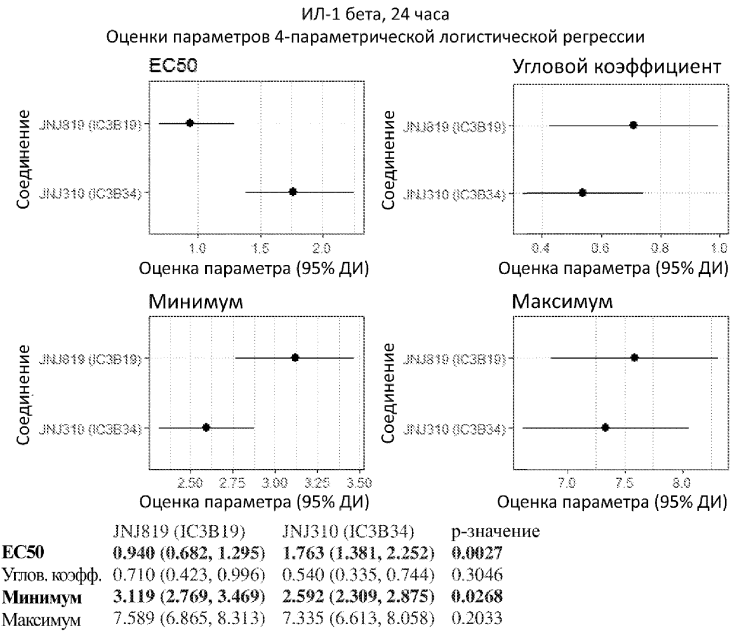 ИЛ-1 бета, 24 часа
Оценки параметров 4-параметрической логистической регрессии
EC50
Угловой коэффициент
Соединение
JNJ819 (IC3B19)
JNJ310 (IC3B34)
1.0 1.5 2.0
Оценка параметра (95% ДИ)
Соединение
JNJ819 (IC3B19)
JNJ310 (IC3B34)
0.4 0.6 0.8 1.0
Оценка параметра (95% ДИ)
Минимум
Максимум
Соединение
JNJ819 (IC3B19)
JNJ310 (IC3B34)
2.50 2.75 3.00 3.25 3.50
Оценка параметра (95% ДИ)
Соединение
JNJ819 (IC3B19)
JNJ310 (IC3B34)
7.0 7.5 8.0
Оценка параметра (95% ДИ)
JNJ819 (IC3B19) JNJ310 (IC3B34) p-значение
EC50 0.940 (0.682, 1.295) 1.763 (1.381, 2.252) 0.0027
Углов. коэфф. 0.710 (0.423, 0.996) 0.540 (0.335, 0.744) 0.3046
Минимум 3.119 (2.769, 3.469) 2.592 (2.309, 2.875) 0.0268
Максимум 7.589 (6.865, 8.313) 7.335 (6.613, 8.058) 0.2033